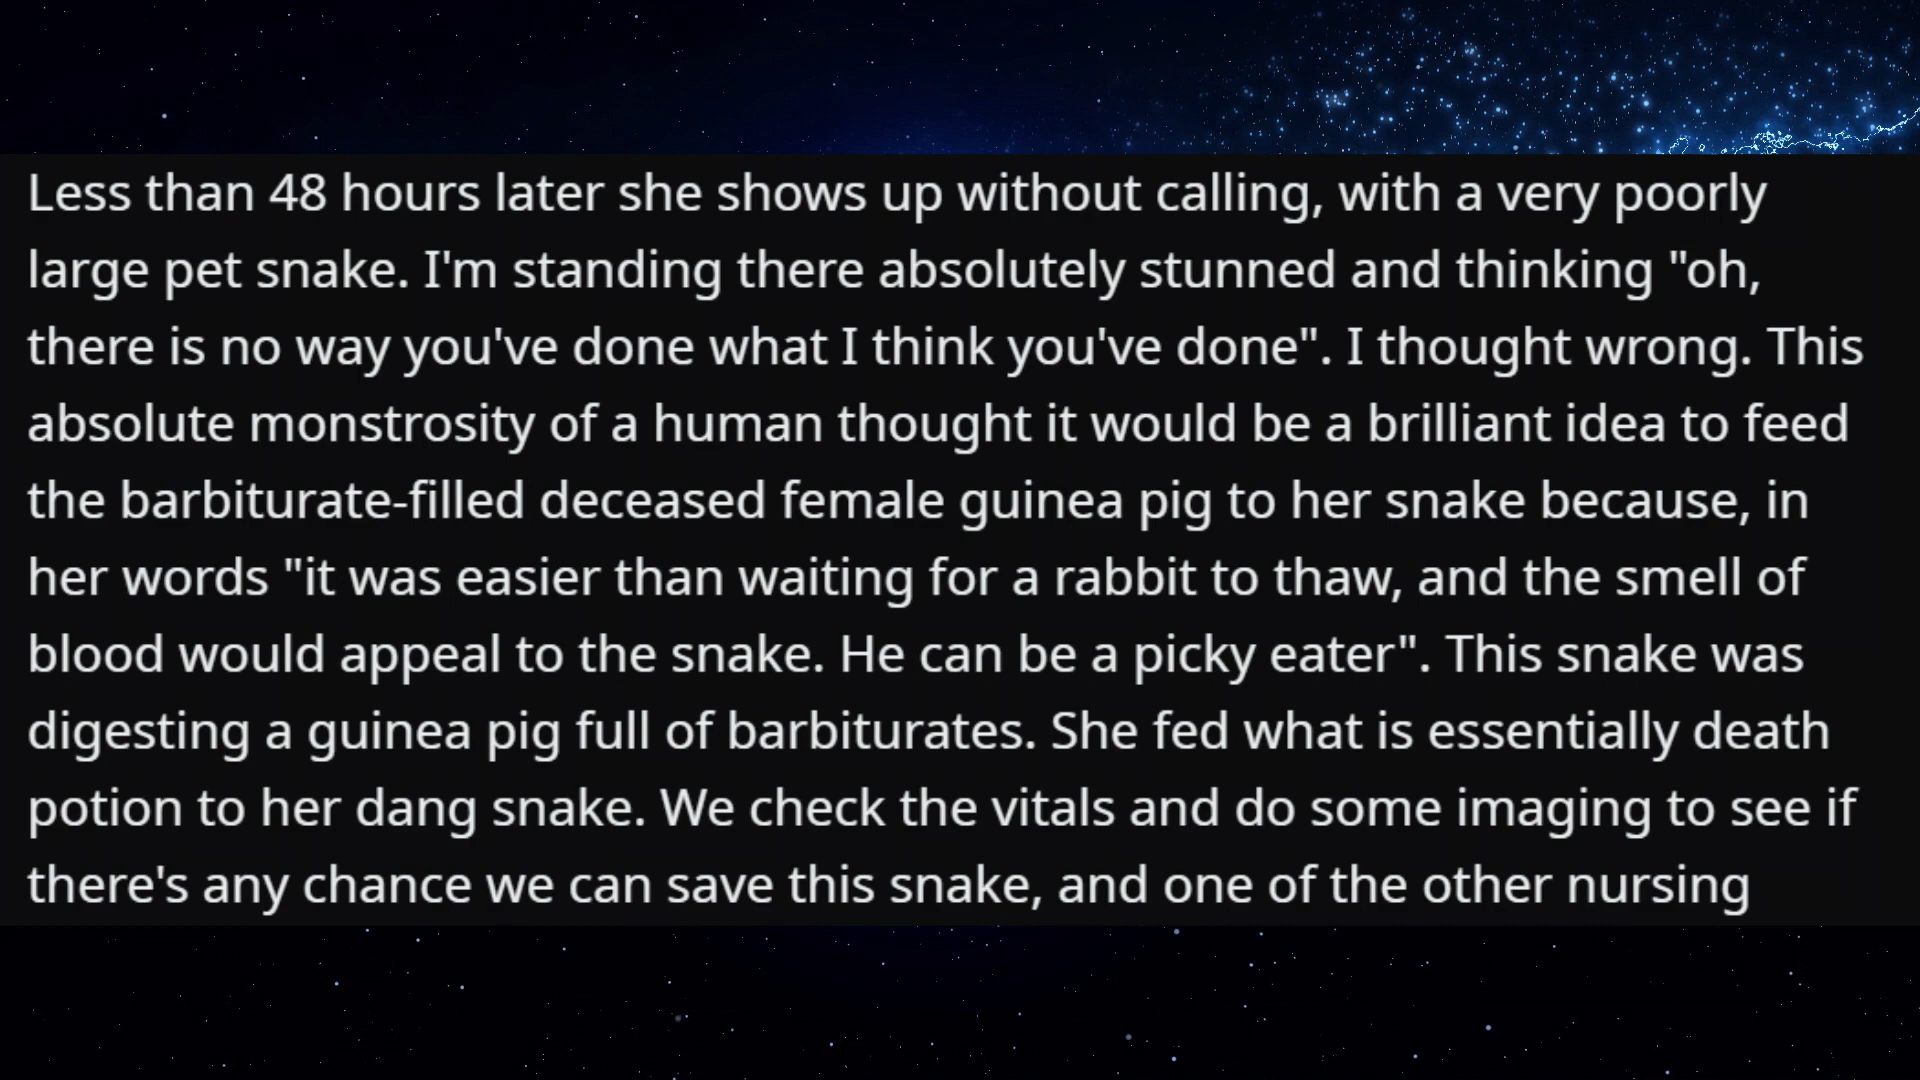 Less than 48 hours later she shows up without calling, with a very poorly
large pet snake. I'm standing there absolutely stunned and thinking "oh,
there is no way you've done what I think you've done". I thought wrong. This
absolute monstrosity of a human thought it would be a brilliant idea to feed
the barbiturate-filled deceased female guinea pig to her snake because, in
her words "it was easier than waiting for a rabbit to thaw, and the smell of
blood would appeal to the snake. He can be a picky eater". This snake was
digesting a guinea pig full of barbiturates. She fed what is essentially death
potion to her dang snake. We check the vitals and do some imaging to see if
there's any chance we can save this snake, and one of the other nursing